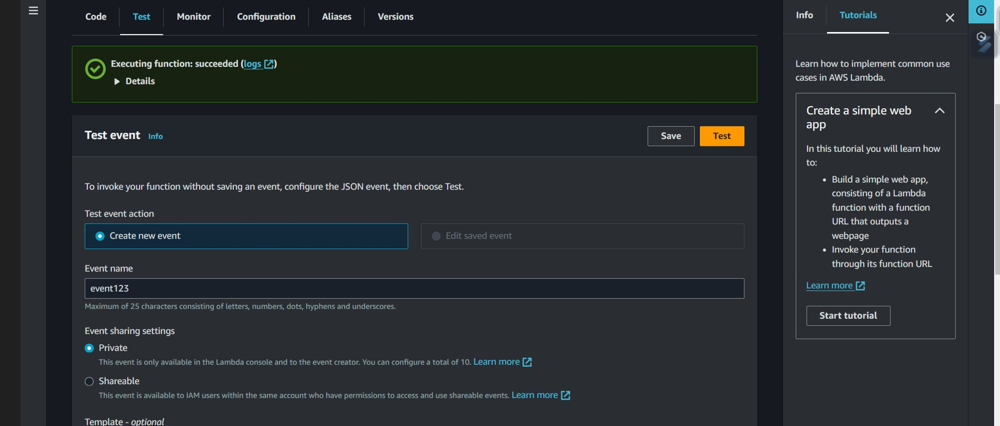 Code
Test
Monitor
Configuration
Aliases
Versions
Executing function: succeeded (logs)
Details
Test event Info
Save
Test
To invoke your function without saving an event, configure the JSON event, then choose Test.
Test event action
Create new event
Edit saved event
Event name
event123
Maximum of 25 characters consisting of letters, numbers, dots, hyphens and underscores.
Event sharing settings
Private
This event is only available in the Lambda console and to the event creator. You can configure a total of 10. Learn more
Shareable
This event is available to IAM users within the same account who have permissions to access and use shareable events. Learn more
Template - optional
Info
Tutorials
Learn how to implement common use
cases in AWS Lambda.
Create a simple web
app
In this tutorial you will learn how
to:
• Build a simple web app,
consisting of a Lambda
function with a function
URL that outputs a
webpage
• Invoke your function
through its function URL
Learn more
Start tutorial